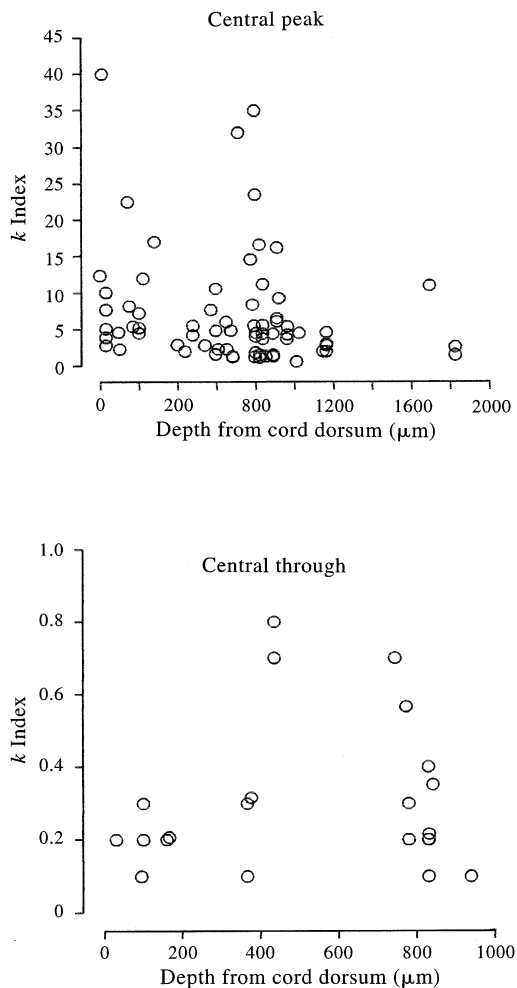 Central peak
45
40
35
30
25
20
15
10
5
0
k Index
0 200 800 1200 1600 2000
Depth from cord dorsum (µm)
Central through
1.0
0.8
0.6
0.4
0.2
0
k Index
0 200 400 600 800 1000
Depth from cord dorsum (µm)